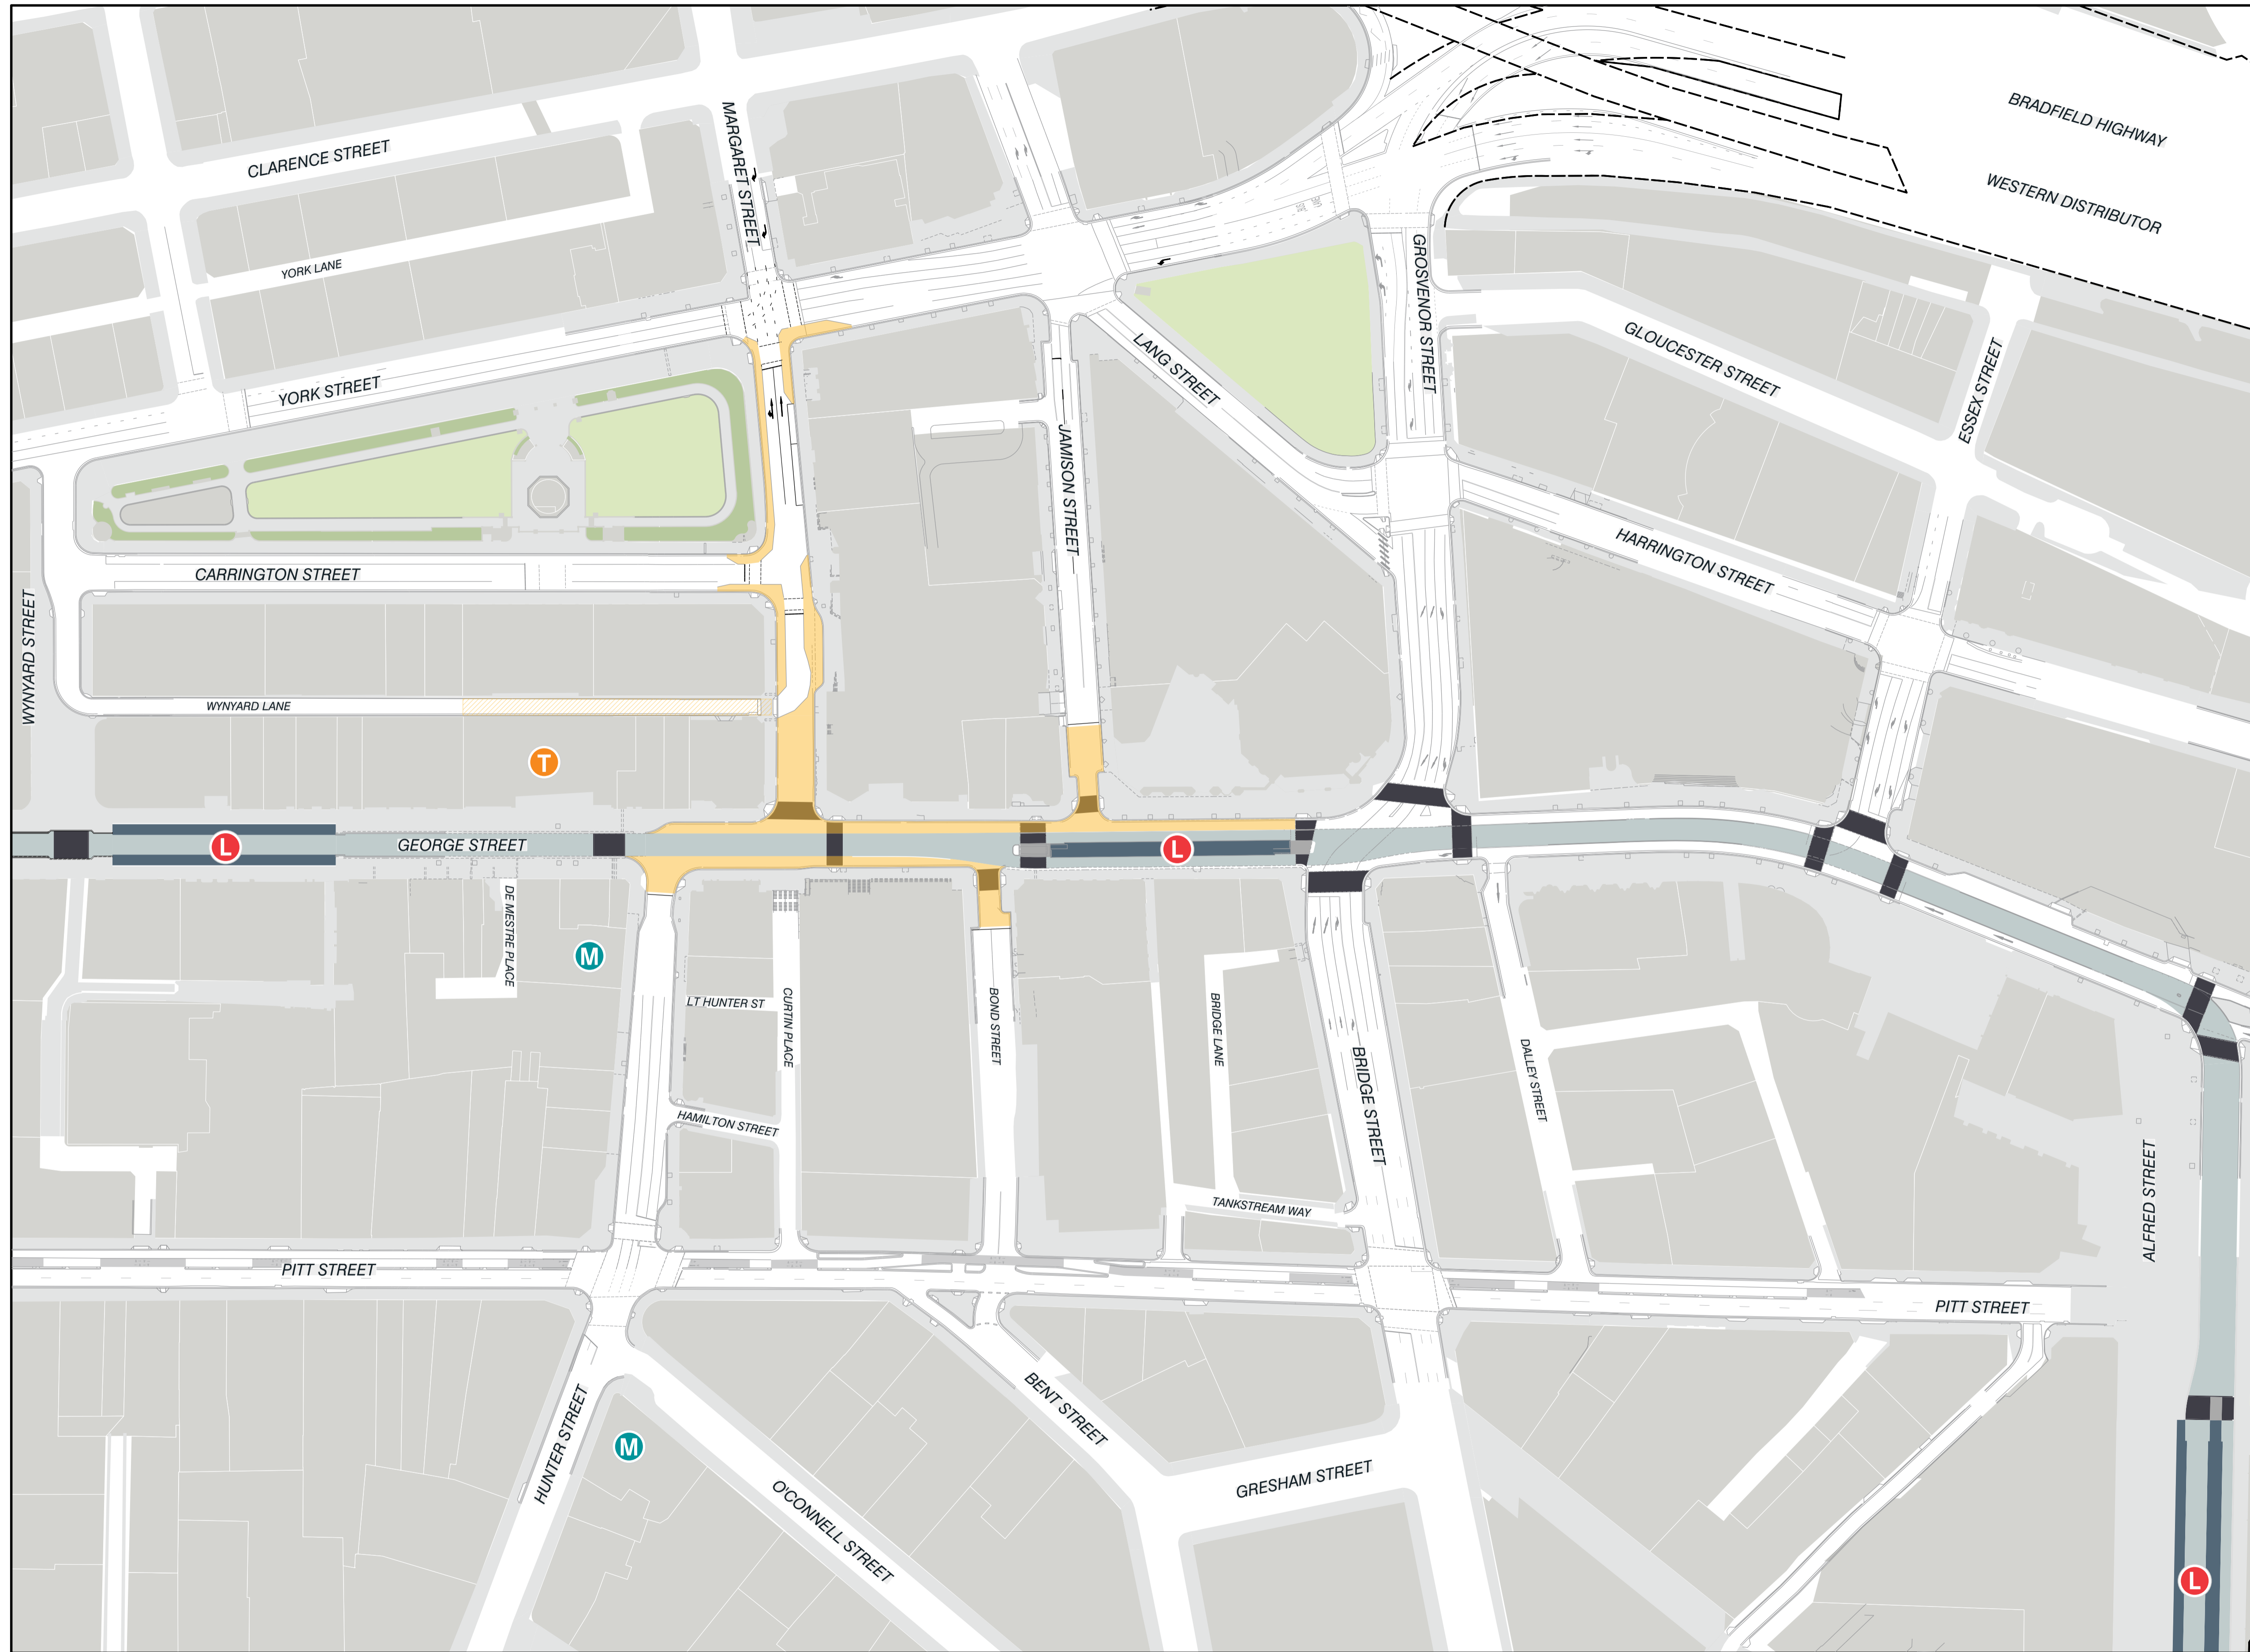 BRADFIELD HIGHWAY
MARGARET STREET
CLARENCE STREET
WESTERN DISTRIBUTOR
YORK LANE
GROSVENOR STREET
LANG STREET
GLOUCESTER STREET
ESSEX STREET
YORK STREET
JAMISON STREET
HARRINGTON STREET
CARRINGTON STREET
WYNYARD STREET
WYNYARD LANE
T
L
GEORGE STREET
L
DE MESTRE PLACE
M
LT HUNTER ST
CURTIN PLACE
BOND STREET
BRIDGE LANE
BRIDGE STREET
DALLEY STREET
HAMILTON STREET
TANKSTREAM WAY
ALFRED STREET
PITT STREET
PITT STREET
HUNTER STREET
M
BENT STREET
GRESHAM STREET
O'CONNELL STREET
L